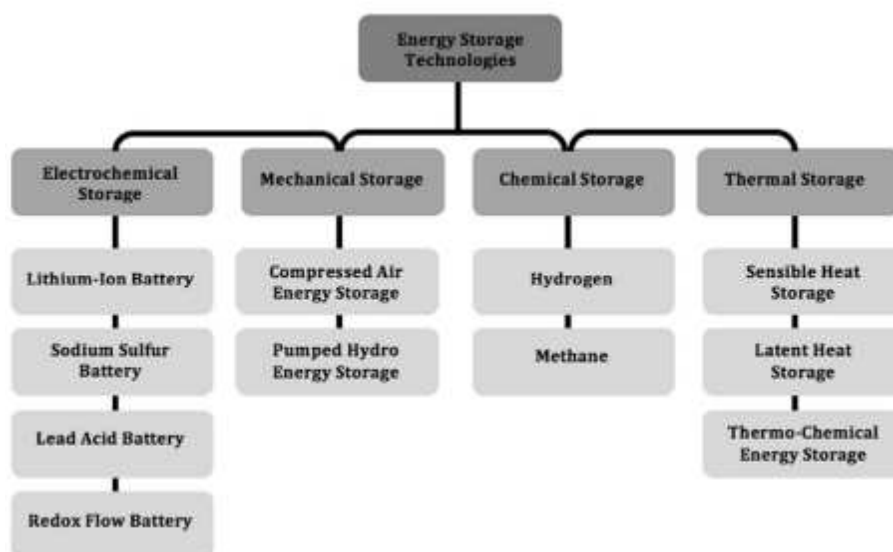 Energy Storage
Technologies
Electrochemical
Storage
Mechanical Storage
Chemical Storage
Thermal Storage
Lithium-Ion Battery
Compressed Air
Energy Storage
Hydrogen
Sensible Heat
Storage
Sodium Sulfur
Battery
Pumped Hydro
Energy Storage
Methane
Latent Heat
Storage
Lead Acid Battery
Thermo-Chemical
Energy Storage
Redox Flow Battery